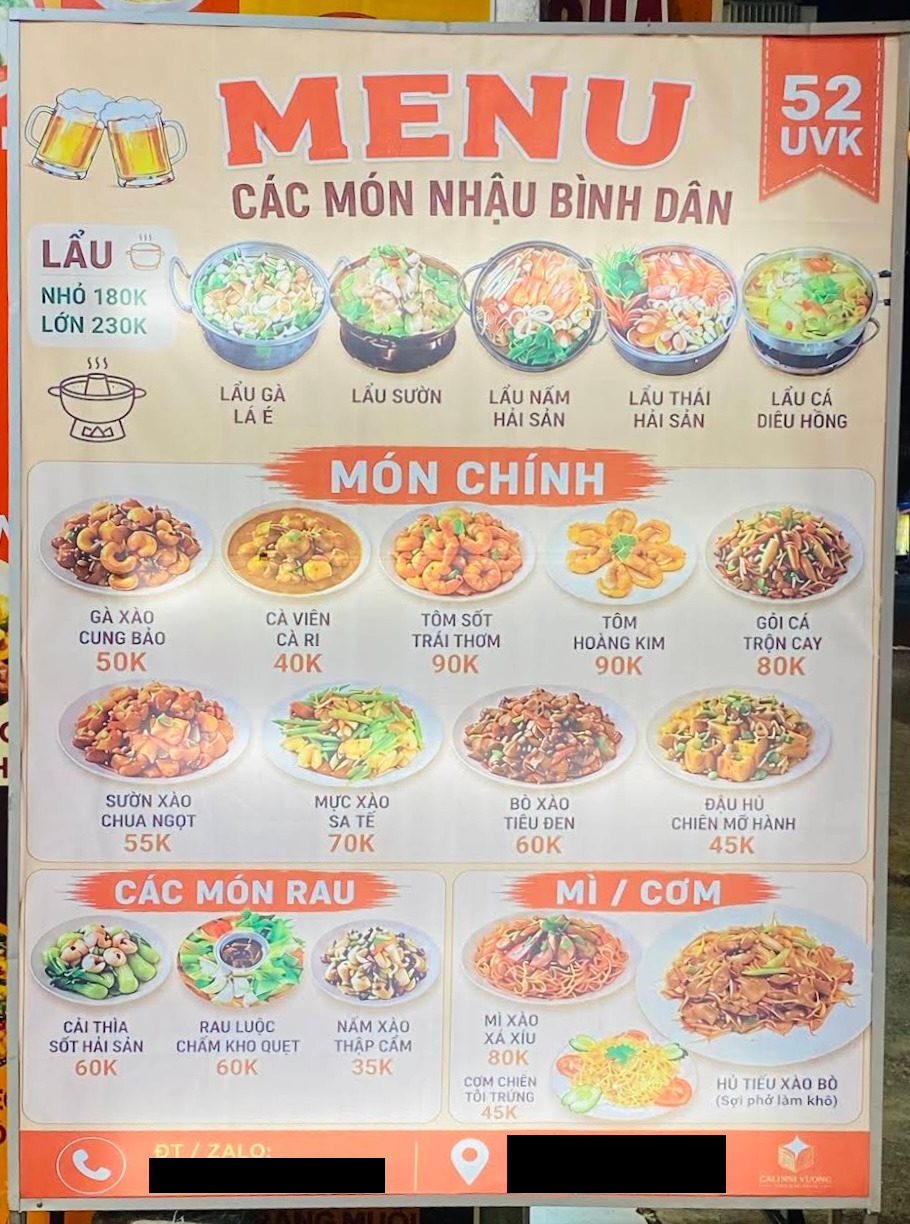 MENU
52
UVK
CÁC MÓN NHẬU BÌNH DÂN
LẨU
NHỎ 180K
LỚN 230K
LẨU GÀ
LÁ É
LẨU SƯỜN
LẨU NẤM
HẢI SẢN
LẨU THÁI
HẢI SẢN
LẨU CÁ
DIÊU HỒNG
MÓN CHÍNH
GÀ XÀO
CUNG BẢO
50K
CÀ VIÊN
CÀ RI
40K
TÔM SỐT
TRÁI THƠM
90K
TÔM
HOÀNG KIM
90K
GỎI CÁ
TRỘN CAY
80K
SƯỜN XÀO
CHUA NGỌT
55K
MỰC XÀO
SA TẾ
70K
BÒ XÀO
TIÊU ĐEN
60K
ĐẬU HỦ
CHIÊN MỠ HÀNH
45K
CÁC MÓN RAU
CẢI THÌA
SỐT HẢI SẢN
60K
RAU LUỘC
CHẤM KHO QUẸT
60K
NẤM XÀO
THẬP CẨM
35K
MÌ / CƠM
MÌ XÀO
XÁ XÍU
80K
CƠM CHIÊN
TỎI TRỨNG
45K
HỦ TIẾU XÀO BÒ
(Sợi phở làm khô)
ĐT / ZALO: